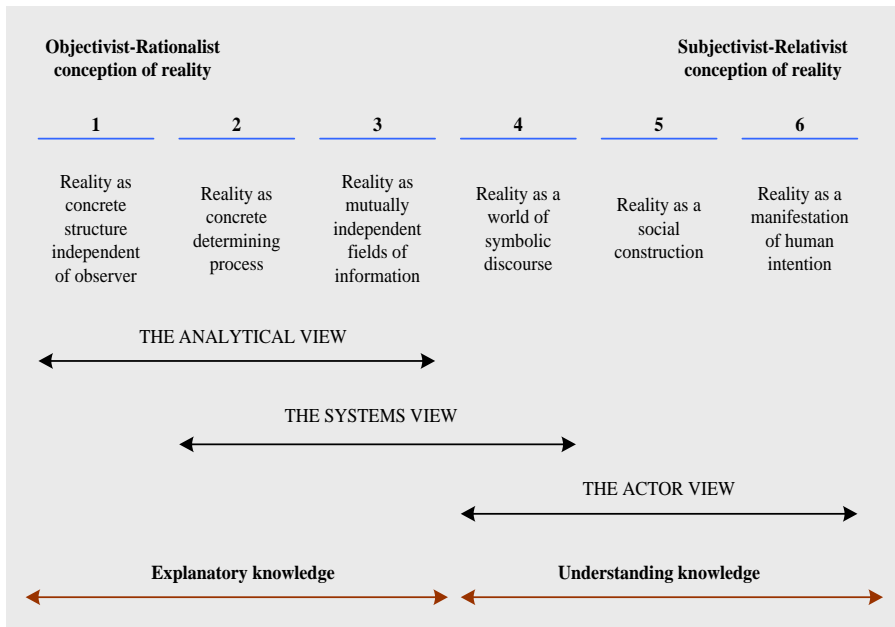 Objectivist-Rationalist
conception of reality
Subjectivist-Relativist
conception of reality
1
2
3
4
5
6
Reality as
concrete
structure
independent
of observer
Reality as
concrete
determining
process
Reality as
mutually
independent
fields of
information
Reality as a
world of
symbolic
discourse
Reality as a
social
construction
Reality as a
manifestation
of human
intention
THE ANALYTICAL VIEW
THE SYSTEMS VIEW
THE ACTOR VIEW
Explanatory knowledge
Understanding knowledge